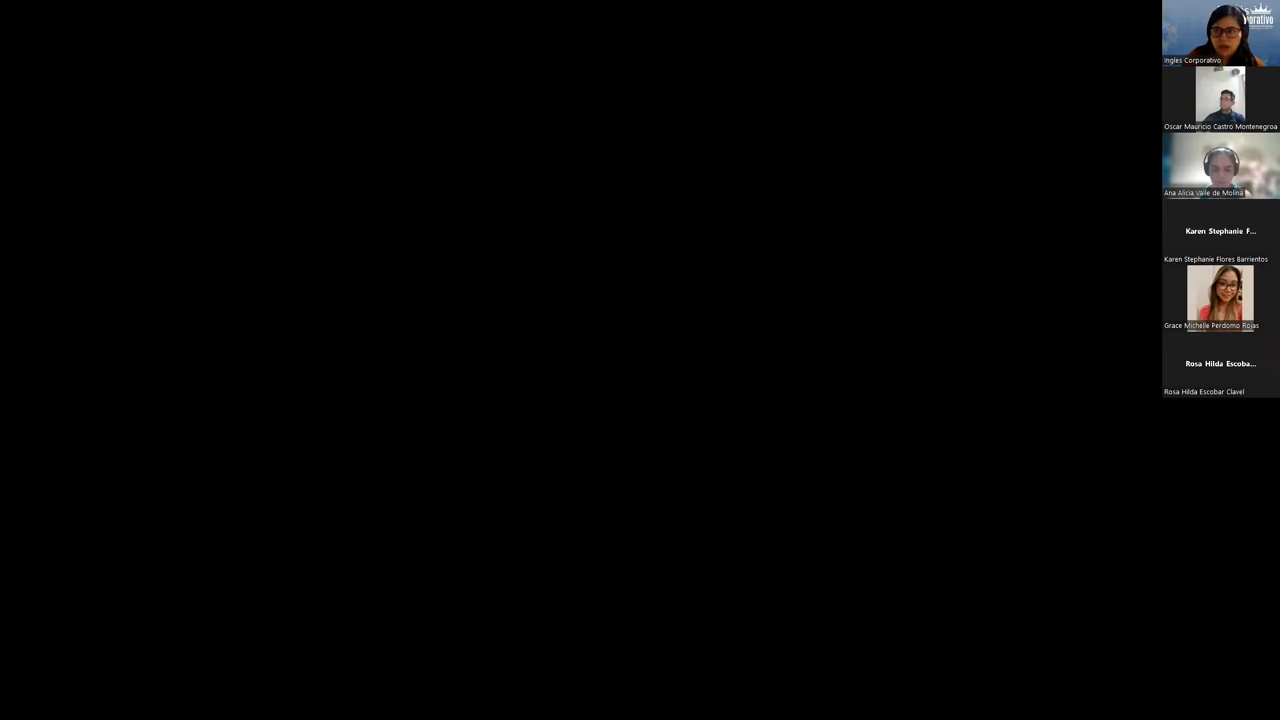 Ingles Corporativo
Oscar Mauricio Castro Montenegroa
Ana Alicia Valle de Molina
Karen Stephanie F...
Karen Stephanie Flores Barrientos
Grace Michelle Perdomo Rojas
Rosa Hilda Escoba...
Rosa Hilda Escobar Clavel